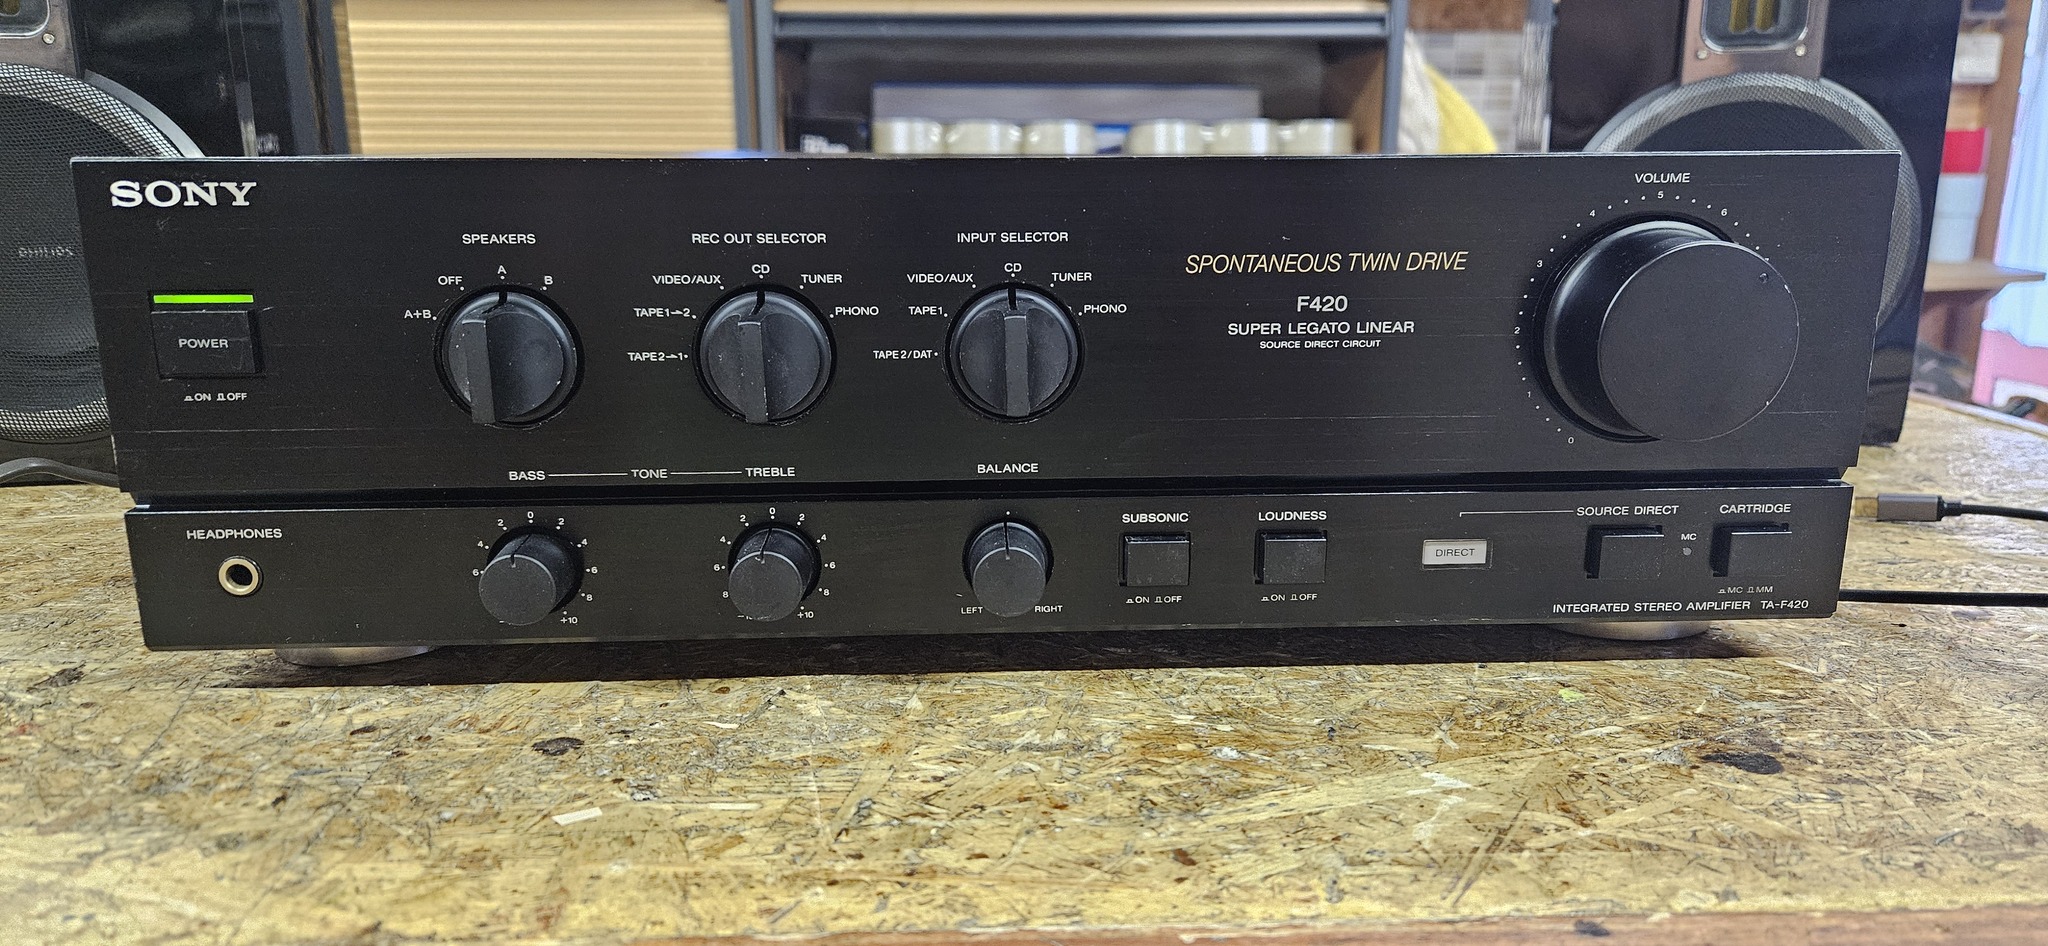 SONY
VOLUME
0 1 2 3 4 5 6 7
SPEAKERS
A+B OFF A B
REC OUT SELECTOR
TAPE2→1 TAPE1→2 VIDEO/AUX CD TUNER PHONO
INPUT SELECTOR
TAPE2/DAT TAPE1 VIDEO/AUX CD TUNER PHONO
SPONTANEOUS TWIN DRIVE
F420
SUPER LEGATO LINEAR
SOURCE DIRECT CIRCUIT
PHILIPS
POWER
ON OFF
BASS TONE TREBLE
BALANCE
HEADPHONES
6 4 2 0 2 4 6 8 +10
8 6 4 2 0 2 4 6 8 +10
LEFT RIGHT
SUBSONIC
ON OFF
LOUDNESS
ON OFF
DIRECT
SOURCE DIRECT
MC
CARTRIDGE
MC MM
INTEGRATED STEREO AMPLIFIER TA-F420